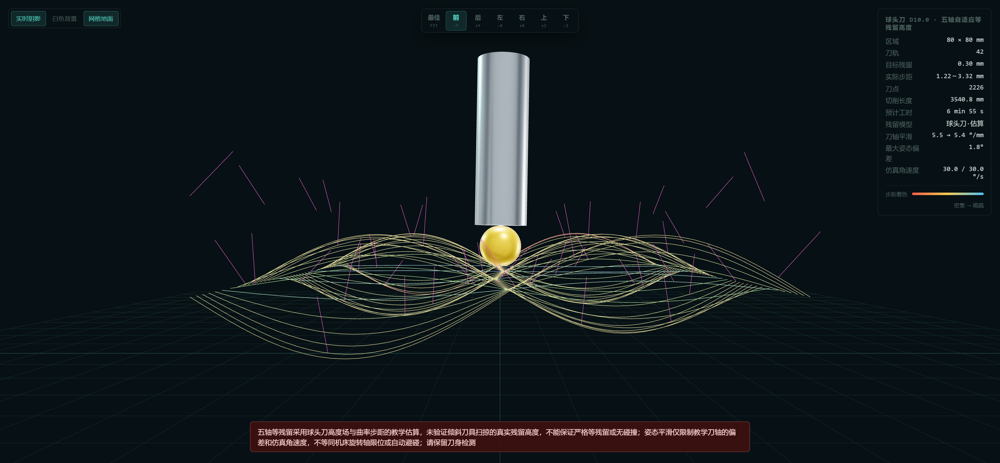 实时阴影 白色背景 网格地面
最佳 前 后 左 右 上 下
FIT -Y +Y -X +X +Z -Z
球头刀 D10.0 · 五轴自适应等
残留高度
区域 80 × 80 mm
刀轨 42
目标残留 0.30 mm
实际步距 1.22~3.32 mm
刀点 2226
切削长度 3540.8 mm
预计工时 6 min 55 s
残留模型 球头刀·估算
刀轴平滑 5.5 → 5.4 °/mm
最大姿态偏 1.8°
差
仿真角速度 30.0 / 30.0
°/s
步距着色
密集 → 稀疏
五轴等残留采用球头刀高度场与曲率步距的教学估算，未验证倾斜刀具扫掠的真实残留高度，不能保证严格等残留或无碰撞；姿态平滑仅限制教学刀轴的偏
差和仿真角速度，不等同机床旋转轴限位或自动避碰；请保留刀身检测